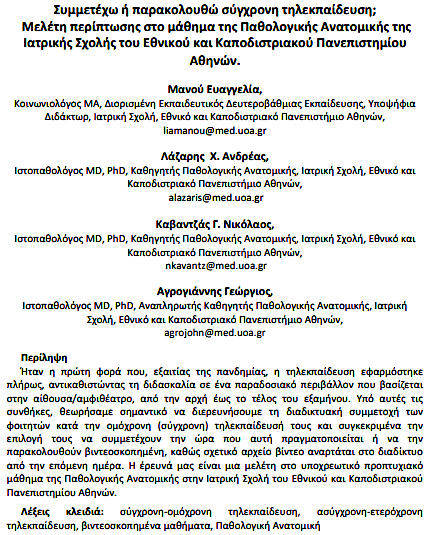 Συμμετέχω ή παρακολουθώ σύγχρονη τηλεκπαίδευση;
Μελέτη περίπτωσης στο μάθημα της Παθολογικής Ανατομικής της
Ιατρικής Σχολής του Εθνικού και Καποδιστριακού Πανεπιστημίου
Αθηνών.
Μανού Ευαγγελία,
Κοινωνιολόγος MA, Διορισμένη Εκπαιδευτικός Δευτεροβάθμιας Εκπαίδευσης, Υποψήφια
Διδάκτωρ, Ιατρική Σχολή, Εθνικό και Καποδιστριακό Πανεπιστήμιο Αθηνών,
liamanou@med.uoa.gr
Λάζαρης Χ. Ανδρέας,
Ιστοπαθολόγος MD, PhD, Καθηγητής Παθολογικής Ανατομικής, Ιατρική Σχολή, Εθνικό και
Καποδιστριακό Πανεπιστήμιο Αθηνών,
alazaris@med.uoa.gr
Καβαντζάς Γ. Νικόλαος,
Ιστοπαθολόγος MD, PhD, Καθηγητής Παθολογικής Ανατομικής, Ιατρική Σχολή, Εθνικό και
Καποδιστριακό Πανεπιστήμιο Αθηνών,
nkavantz@med.uoa.gr
Αγρογιάννης Γεώργιος,
Ιστοπαθολόγος MD, PhD, Αναπληρωτής Καθηγητής Παθολογικής Ανατομικής, Ιατρική
Σχολή, Εθνικό και Καποδιστριακό Πανεπιστήμιο Αθηνών,
agrojohn@med.uoa.gr
Περίληψη
Ήταν η πρώτη φορά που, εξαιτίας της πανδημίας, η τηλεκπαίδευση εφαρμόστηκε
πλήρως, αντικαθιστώντας τη διδασκαλία σε ένα παραδοσιακό περιβάλλον που βασίζεται
στην αίθουσα/αμφιθέατρο, από την αρχή έως το τέλος του εξαμήνου. Υπό αυτές τις
συνθήκες, θεωρήσαμε σημαντικό να διερευνήσουμε τη διαδικτυακή συμμετοχή των
φοιτητών κατά την ομόχρονη (σύγχρονη) τηλεκπαίδευσή τους και συγκεκριμένα την
επιλογή τους να συμμετέχουν την ώρα που αυτή πραγματοποιείται ή να την
παρακολουθούν βιντεοσκοπημένη, καθώς σχετικό αρχείο βίντεο αναρτάται στο διαδίκτυο
από την επόμενη ημέρα. Η έρευνά μας είναι μια μελέτη στο υποχρεωτικό προπτυχιακό
μάθημα της Παθολογικής Ανατομικής στην Ιατρική Σχολή του Εθνικού και Καποδιστριακού
Πανεπιστημίου Αθηνών.
Λέξεις κλειδιά: σύγχρονη-ομόχρονη τηλεκπαίδευση, ασύγχρονη-ετερόχρονη
τηλεκπαίδευση, βιντεοσκοπημένα μαθήματα, Παθολογική Ανατομική